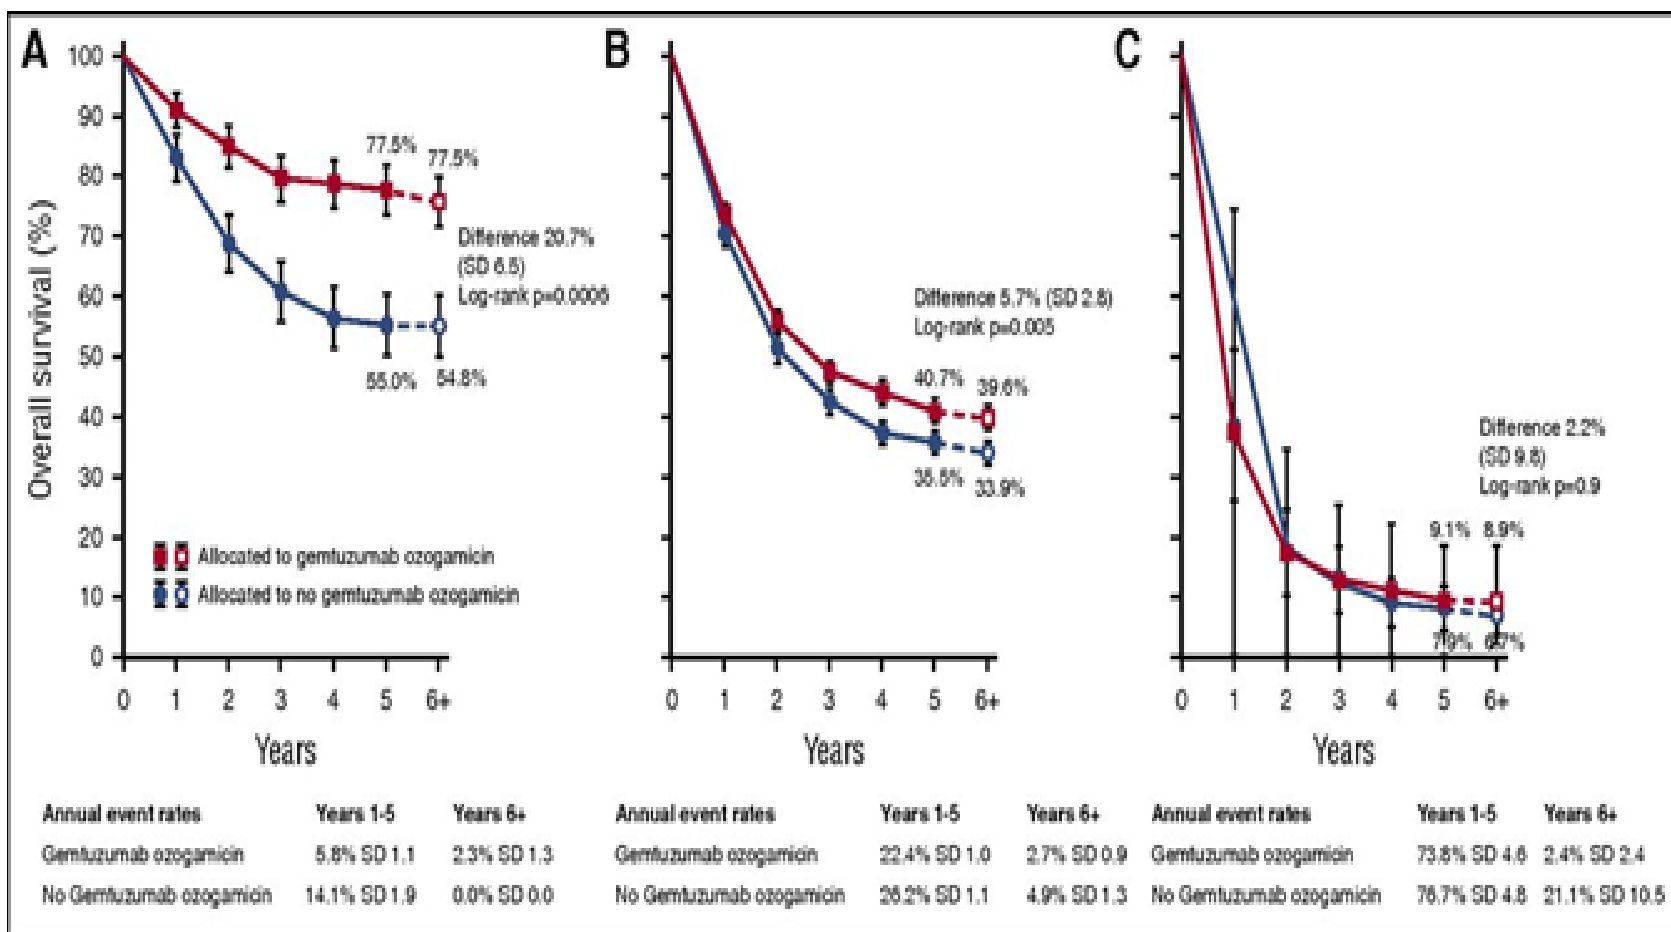 A
B
C
Overall survival (%)
100
90
80
70
60
50
40
30
20
10
0
77.5%
77.5%
Difference 20.7%
(SD 6.5)
Log-rank p=0.0006
55.0%
54.8%
Allocated to gemtuzumab ozogamicin
Allocated to no gemtuzumab ozogamicin
0 1 2 3 4 5 6+
Years
Difference 5.7% (SD 2.8)
Log-rank p=0.005
40.7%
39.6%
35.5%
33.9%
0 1 2 3 4 5 6+
Years
Difference 2.2%
(SD 9.8)
Log-rank p=0.9
9.1% 8.9%
7.9% 6.7%
0 1 2 3 4 5 6+
Years
Annual event rates Years 1-5 Years 6+
Gemtuzumab ozogamicin 5.8% SD 1.1 2.3% SD 1.3
No Gemtuzumab ozogamicin 14.1% SD 1.9 0.0% SD 0.0
Annual event rates Years 1-5 Years 6+
Gemtuzumab ozogamicin 22.4% SD 1.0 2.7% SD 0.9
No Gemtuzumab ozogamicin 26.2% SD 1.1 4.9% SD 1.3
Annual event rates Years 1-5 Years 6+
Gemtuzumab ozogamicin 73.8% SD 4.6 2.4% SD 2.4
No Gemtuzumab ozogamicin 76.7% SD 4.8 21.1% SD 10.5